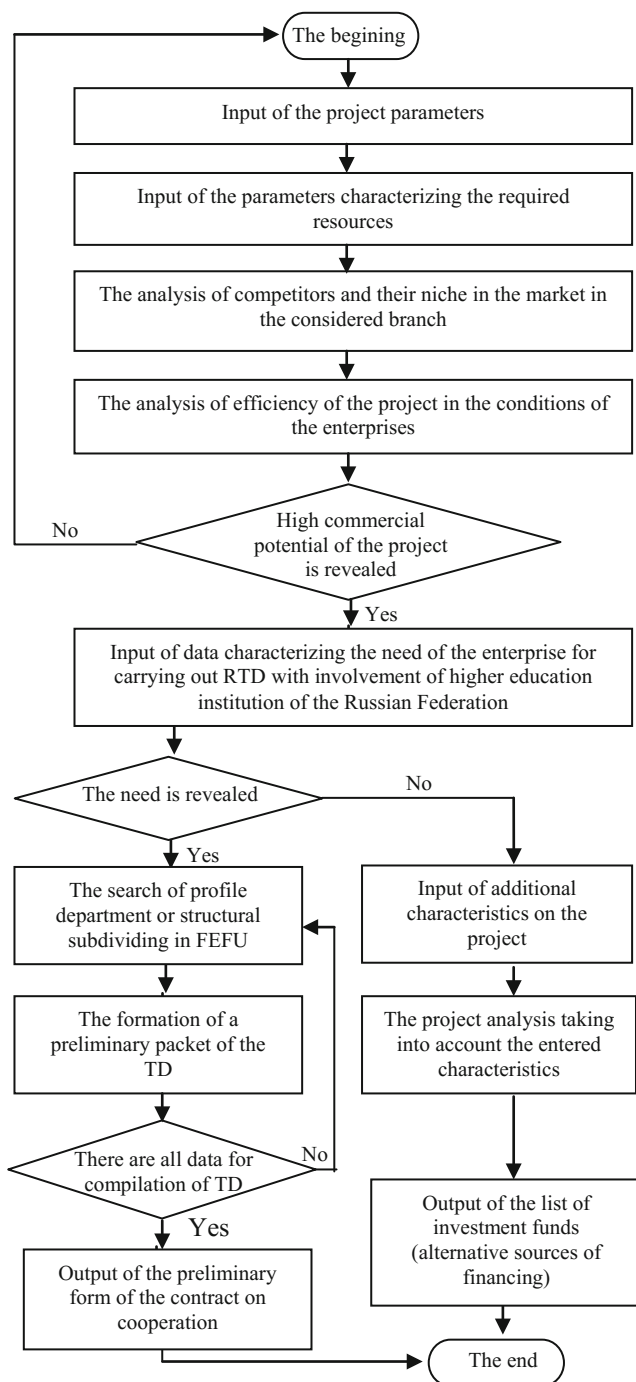 The begining
Input of the project parameters
Input of the parameters characterizing the required
resources
The analysis of competitors and their niche in the market in
the considered branch
The analysis of efficiency of the project in the conditions of
the enterprises
High commercial
potential of the project
is revealed
No
Yes
Input of data characterizing the need of the enterprise for
carrying out RTD with involvement of higher education
institution of the Russian Federation
The need is revealed
No
Yes
The search of profile
department or structural
subdividing in FEFU
Input of additional
characteristics on the
project
The formation of a
preliminary packet of the
TD
The project analysis taking
into account the entered
characteristics
There are all data for
compilation of TD
No
Yes
Output of the list of
investment funds
(alternative sources of
financing)
Output of the preliminary
form of the contract on
cooperation
The end